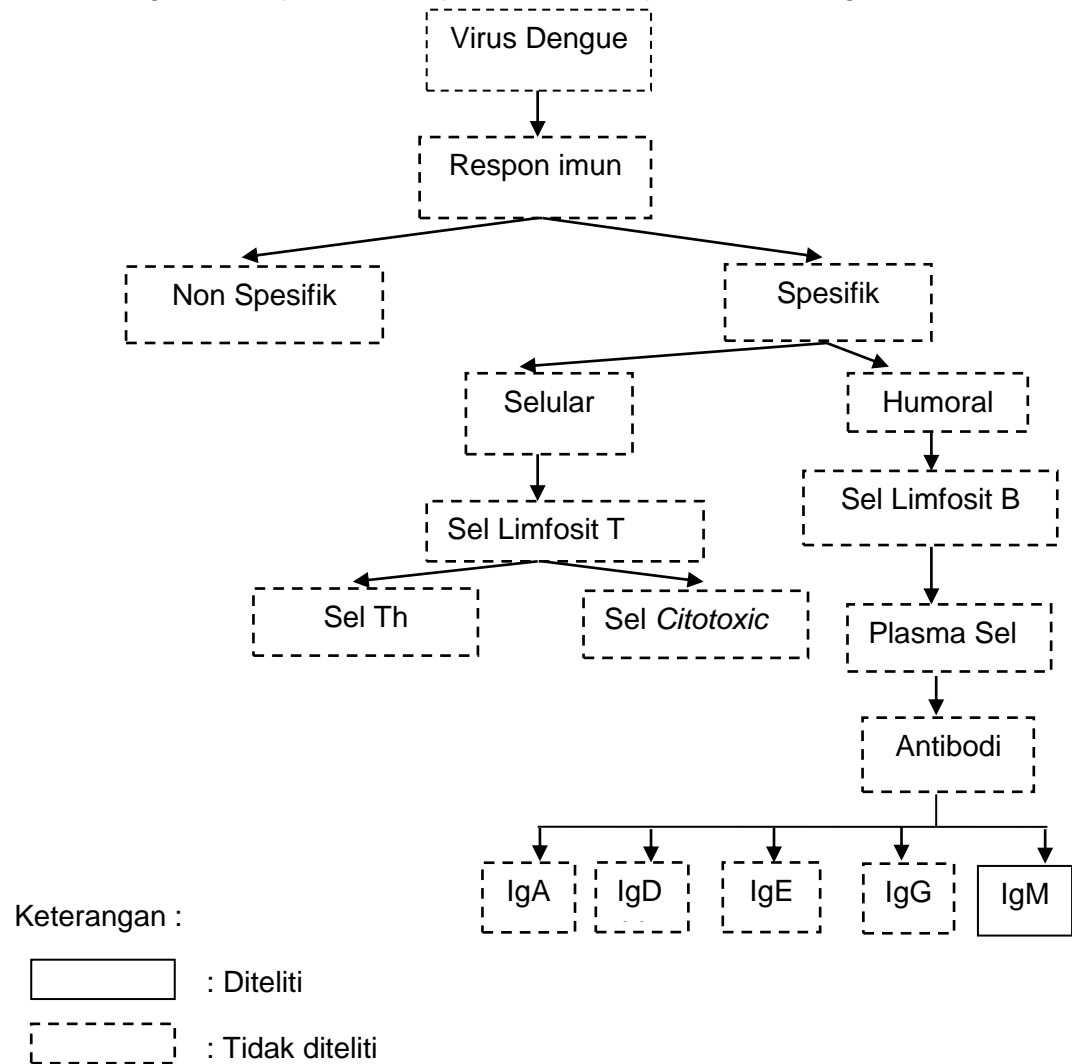 Virus Dengue
Respon imun
Non Spesifik
Spesifik
Selular
Humoral
Sel Limfosit T
Sel Limfosit B
Sel Th
Sel Citotoxic
Plasma Sel
Antibodi
IgA
IgD
IgE
IgG
IgM
Keterangan :
: Diteliti
: Tidak diteliti